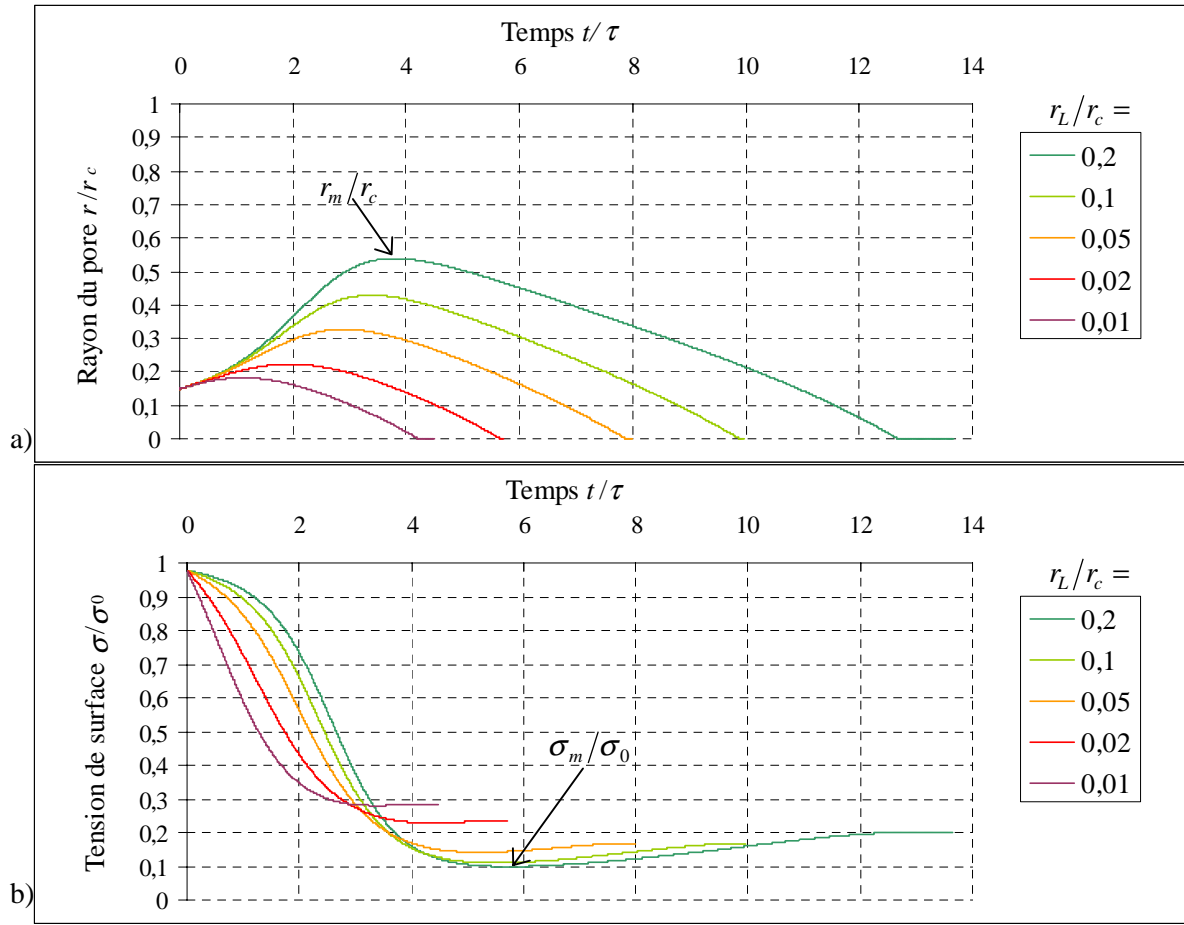 Temps t/τ
0 2 4 6 8 10 12 14
Rayon du pore r/r c
1
0,9
0,8
0,7
0,6
0,5
0,4
0,3
0,2
0,1
0
r_m/r_c
r_L/r_c =
0,2
0,1
0,05
0,02
0,01
a)
Temps t/τ
0 2 4 6 8 10 12 14
Tension de surface σ/σ⁰
1
0,9
0,8
0,7
0,6
0,5
0,4
0,3
0,2
0,1
0
σ_m/σ_0
r_L/r_c =
0,2
0,1
0,05
0,02
0,01
b)